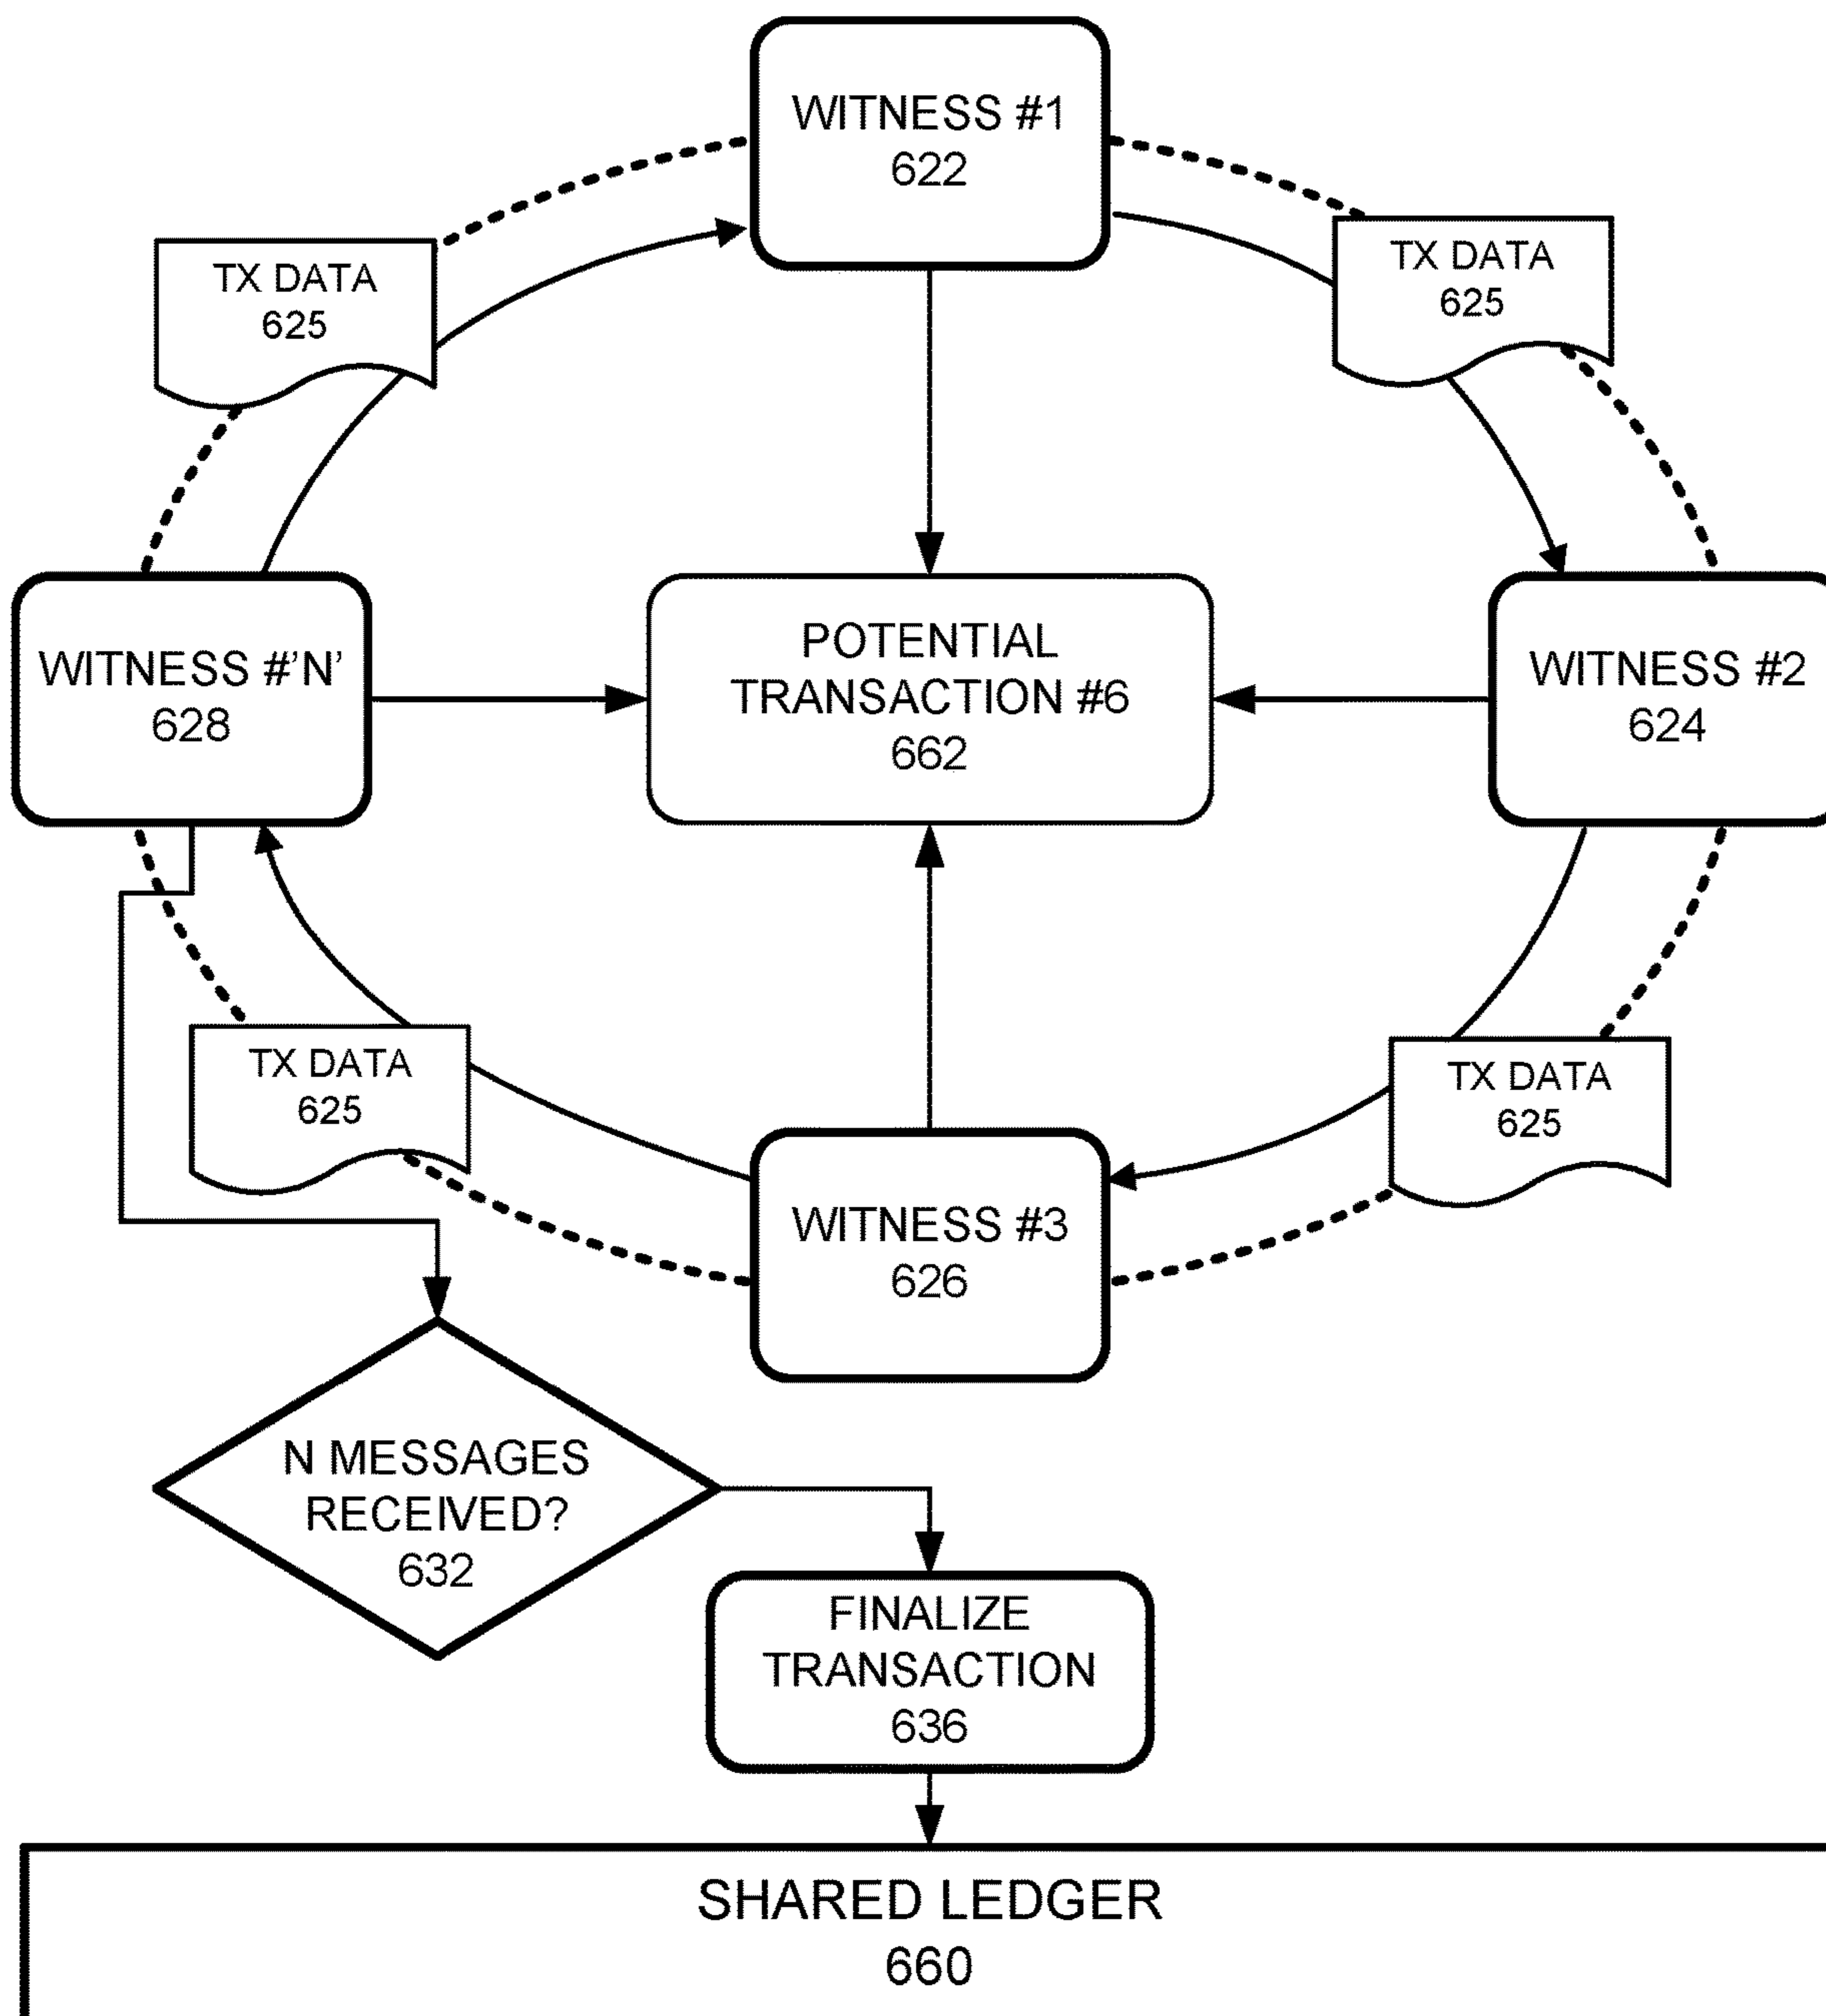 WITNESS #1
622
TX DATA
625
TX DATA
625
WITNESS #’N’
628
POTENTIAL
TRANSACTION #6
662
WITNESS #2
624
TX DATA
625
TX DATA
625
WITNESS #3
626
N MESSAGES
RECEIVED?
632
FINALIZE
TRANSACTION
636
SHARED LEDGER
660